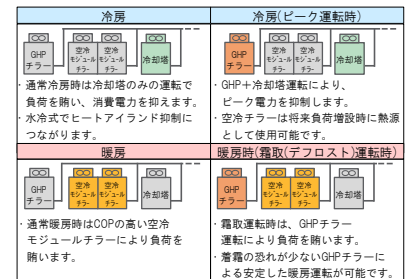 冷房
GHP
チラー
空冷
モジュール
チラー
空冷
モジュール
チラー
冷却塔
・通常冷房時は冷却塔のみの運転で
負荷を賄い、消費電力を抑えます。
・水冷式でヒートアイランド抑制に
つながります。
冷房(ピーク運転時)
GHP
チラー
空冷
モジュール
チラー
空冷
モジュール
チラー
冷却塔
・GHP+冷却塔運転により、
ピーク電力を抑制します。
・空冷チラーは将来負荷増設時に熱源
として使用可能です。
暖房
GHP
チラー
空冷
モジュール
チラー
空冷
モジュール
チラー
冷却塔
・通常暖房時はCOPの高い空冷
モジュールチラーにより負荷を
賄います。
暖房時(霜取(デフロスト)運転時)
GHP
チラー
空冷
モジュール
チラー
空冷
モジュール
チラー
冷却塔
・霜取運転時は、GHPチラー
運転により負荷を賄います。
・着霜の恐れが少ないGHPチラーに
よる安定した暖房運転が可能です。